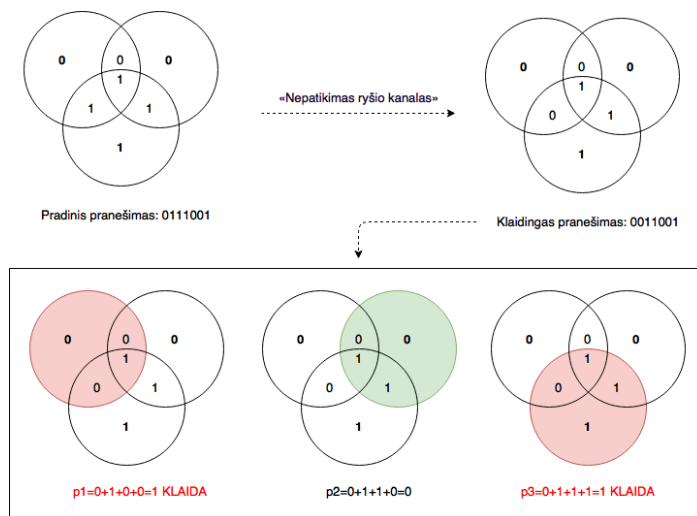 0 0 0 0 0 0
1 1
«Nepatikimas ryšio kanalas»
1 1 0 1
1 1
Pradinis pranešimas: 0111001
Klaidingas pranešimas: 0011001
0 0 0 0 0 0 0 0 0
1 1 1
0 1 0 1 0 1
1 1 1
p1=0+1+0+0=1 KLAIDA
p2=0+1+1+0=0
p3=0+1+1+1=1 KLAIDA